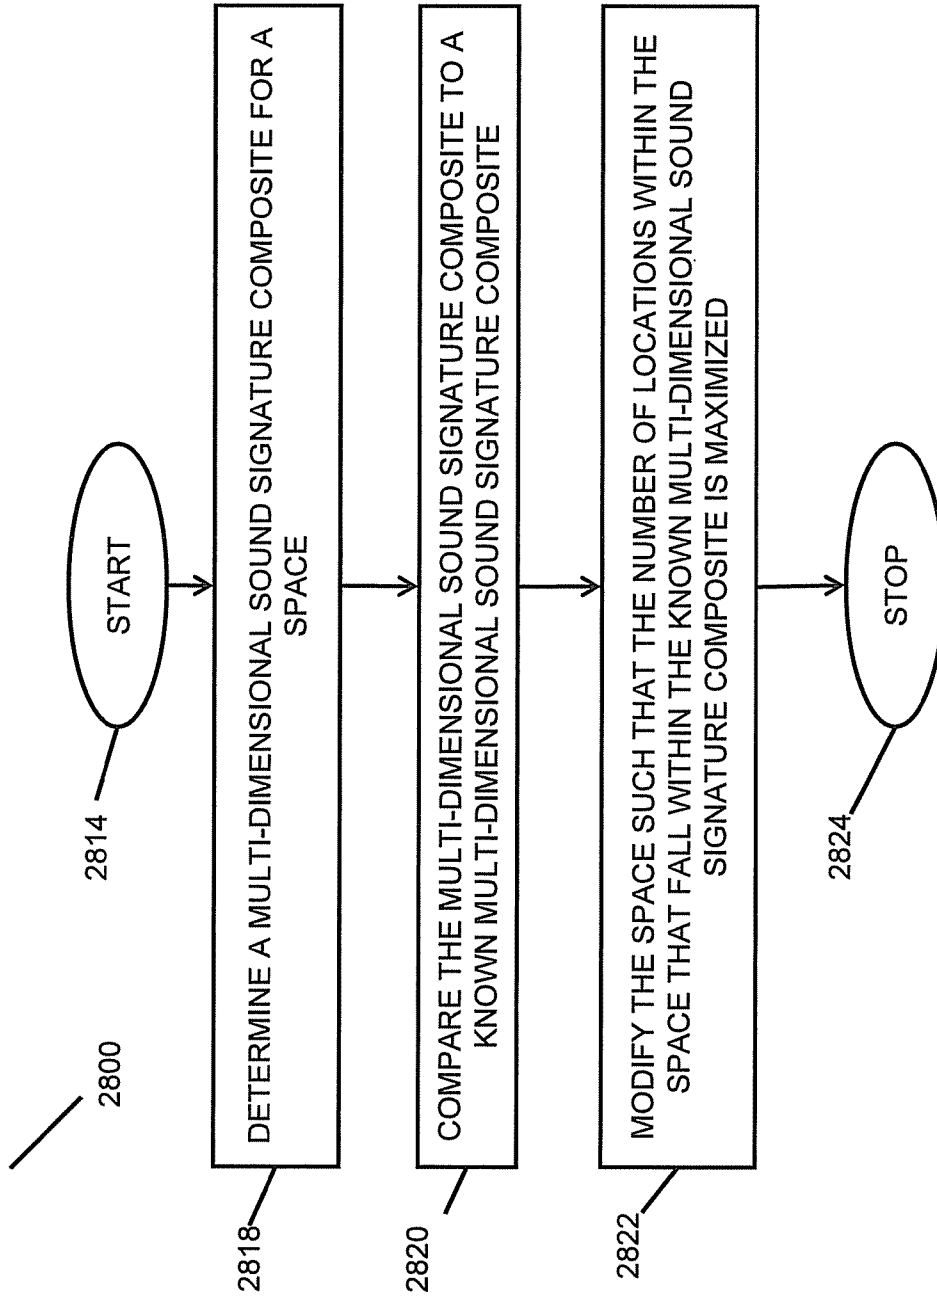 2800
2814
START
2818
DETERMINE A MULTI-DIMENSIONAL SOUND SIGNATURE COMPOSITE FOR A
SPACE
2820
COMPARE THE MULTI-DIMENSIONAL SOUND SIGNATURE COMPOSITE TO A
KNOWN MULTI-DIMENSIONAL SOUND SIGNATURE COMPOSITE
2822
MODIFY THE SPACE SUCH THAT THE NUMBER OF LOCATIONS WITHIN THE
SPACE THAT FALL WITHIN THE KNOWN MULTI-DIMENSIONAL SOUND
SIGNATURE COMPOSITE IS MAXIMIZED
2824
STOP